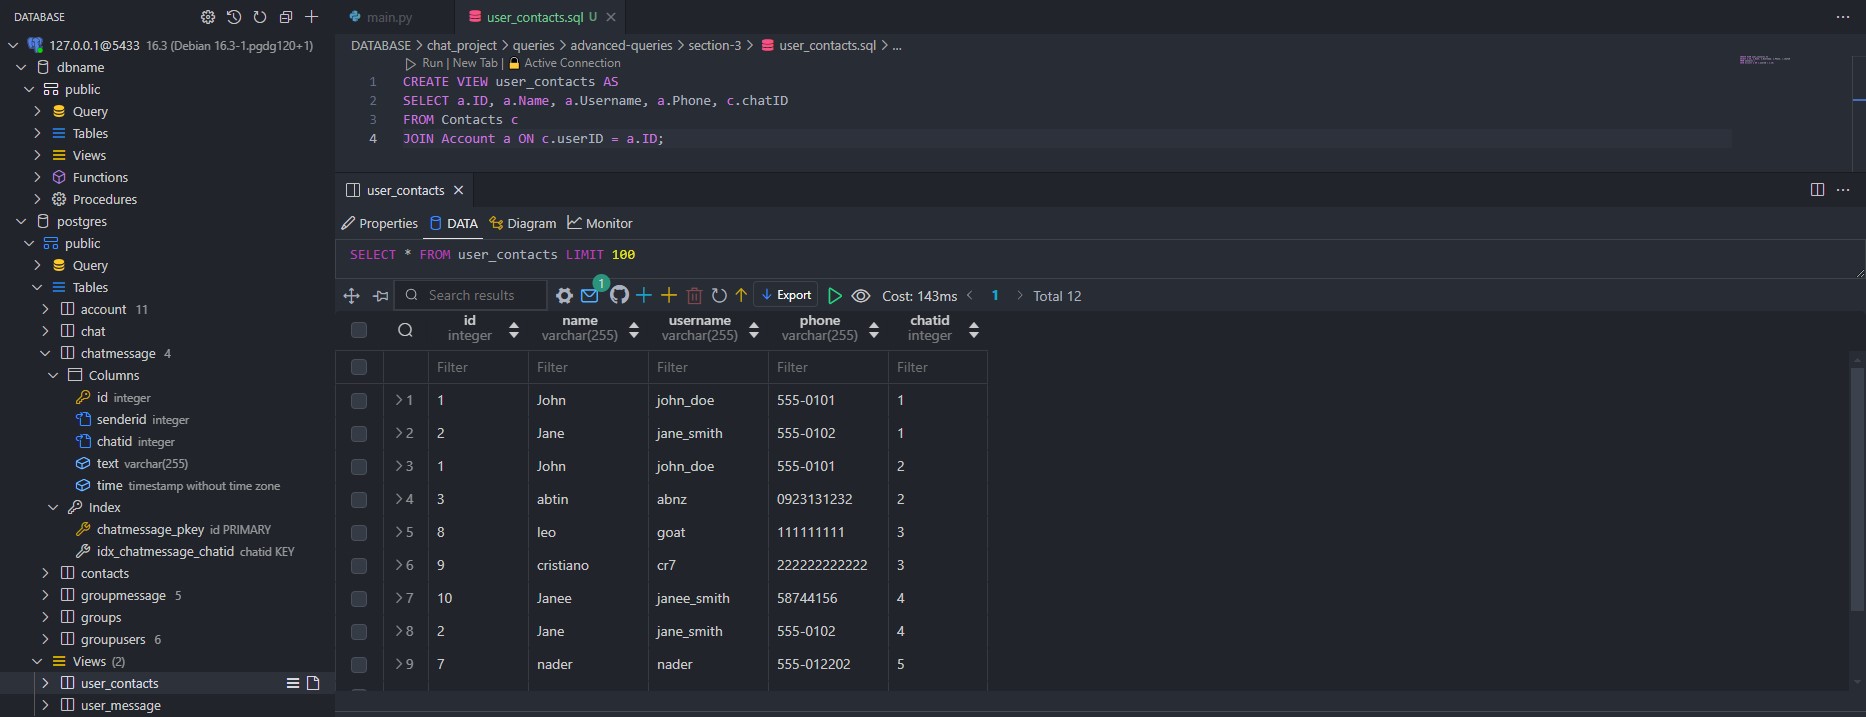 DATABASE
127.0.0.1@5433 16.3 (Debian 16.3-1.pgdg120+1)
dbname
public
Query
Tables
Views
Functions
Procedures
postgres
public
Query
Tables
account 11
chat
chatmessage 4
Columns
id integer
senderid integer
chatid integer
text varchar(255)
time timestamp without time zone
Index
chatmessage_pkey id PRIMARY
idx_chatmessage_chatid chatid KEY
contacts
groupmessage 5
groups
groupusers 6
Views (2)
user_contacts
user_message
main.py
user_contacts.sql U
DATABASE > chat_project > queries > advanced-queries > section-3 > user_contacts.sql > ...
Run | New Tab | Active Connection
1 CREATE VIEW user_contacts AS
2 SELECT a.ID, a.Name, a.Username, a.Phone, c.chatID
3 FROM Contacts c
4 JOIN Account a ON c.userID = a.ID;
user_contacts
Properties DATA Diagram Monitor
SELECT * FROM user_contacts LIMIT 100
Search results 1 Export Cost: 143ms < 1 > Total 12
id name username phone chatid
integer varchar(255) varchar(255) varchar(255) integer
Filter Filter Filter Filter Filter
>1 1 John john_doe 555-0101 1
>2 2 Jane jane_smith 555-0102 1
>3 1 John john_doe 555-0101 2
>4 3 abtin abnz 0923131232 2
>5 8 leo goat 111111111 3
>6 9 cristiano cr7 222222222222 3
>7 10 Janee janee_smith 58744156 4
>8 2 Jane jane_smith 555-0102 4
>9 7 nader nader 555-012202 5